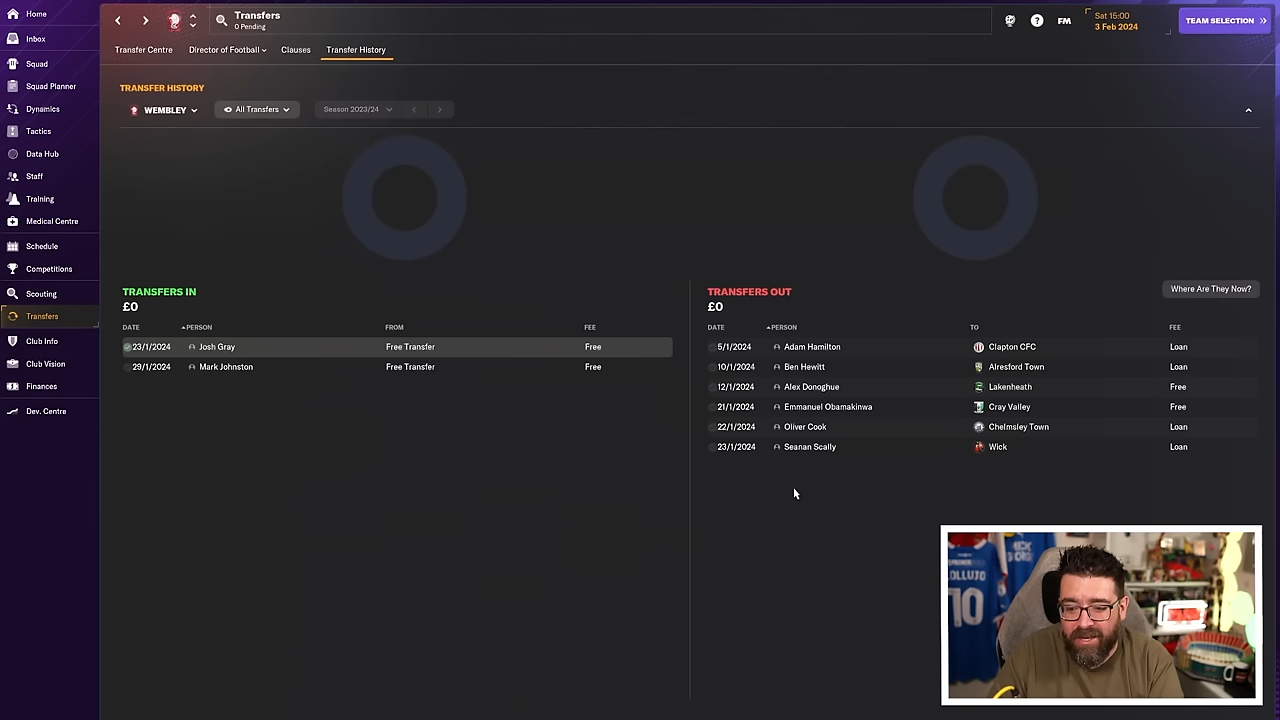 Home
Inbox
Squad
Squad Planner
Dynamics
Tactics
Data Hub
Staff
Training
Medical Centre
Schedule
Competitions
Scouting
Transfers
Club Info
Club Vision
Finances
Dev. Centre
Transfers
0 Pending
?
FM
Sat 15:00
3 Feb 2024
TEAM SELECTION
Transfer Centre Director of Football Clauses Transfer History
TRANSFER HISTORY
WEMBLEY All Transfers Season 2023/24
TRANSFERS IN
£0
DATE PERSON FROM FEE
23/1/2024 Josh Gray Free Transfer Free
29/1/2024 Mark Johnston Free Transfer Free
TRANSFERS OUT
£0
Where Are They Now?
DATE PERSON TO FEE
5/1/2024 Adam Hamilton Clapton CFC Loan
10/1/2024 Ben Hewitt Alresford Town Loan
12/1/2024 Alex Donoghue Lakenheath Free
21/1/2024 Emmanuel Obamakinwa Cray Valley Free
22/1/2024 Oliver Cook Chelmsley Town Loan
23/1/2024 Seanan Scally Wick Loan
OLLUJO
10